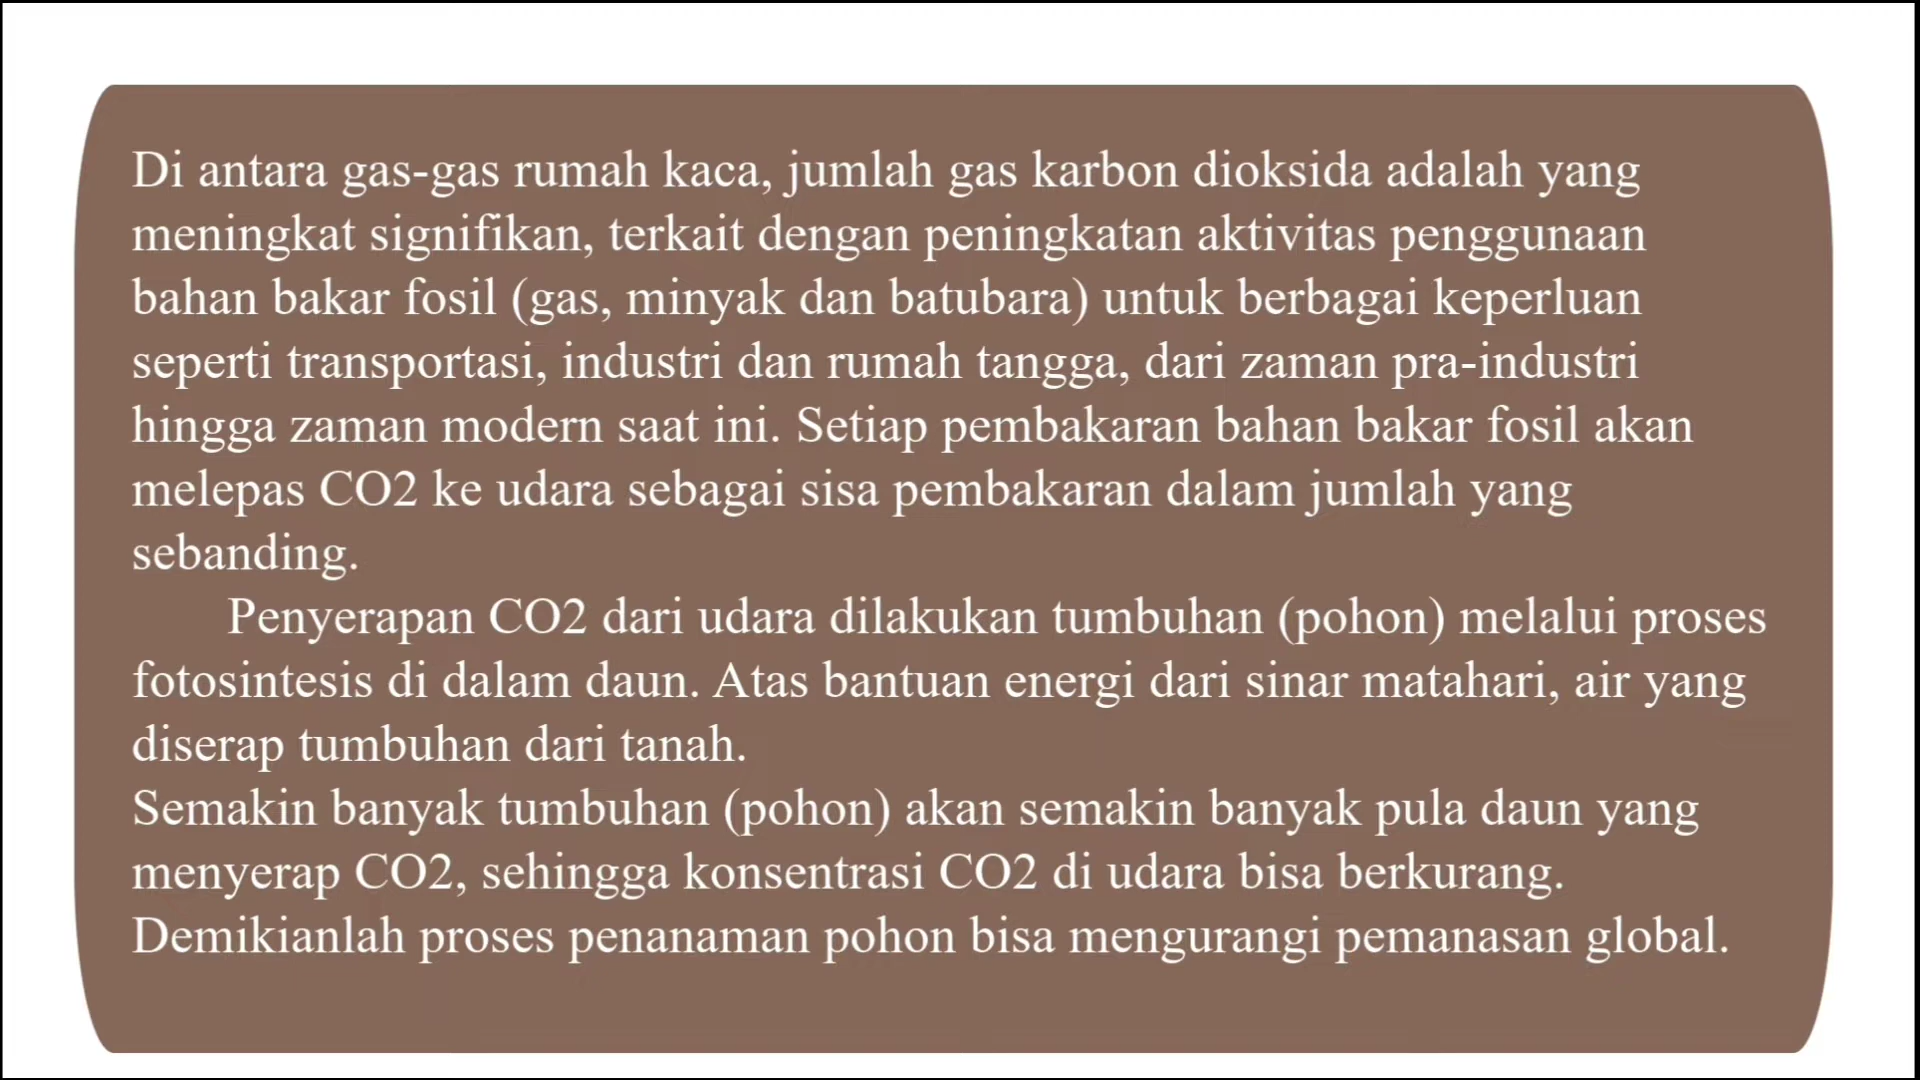 Di antara gas-gas rumah kaca, jumlah gas karbon dioksida adalah yang
meningkat signifikan, terkait dengan peningkatan aktivitas penggunaan
bahan bakar fosil (gas, minyak dan batubara) untuk berbagai keperluan
seperti transportasi, industri dan rumah tangga, dari zaman pra-industri
hingga zaman modern saat ini. Setiap pembakaran bahan bakar fosil akan
melepas CO2 ke udara sebagai sisa pembakaran dalam jumlah yang
sebanding.
Penyerapan CO2 dari udara dilakukan tumbuhan (pohon) melalui proses
fotosintesis di dalam daun. Atas bantuan energi dari sinar matahari, air yang
diserap tumbuhan dari tanah.
Semakin banyak tumbuhan (pohon) akan semakin banyak pula daun yang
menyerap CO2, sehingga konsentrasi CO2 di udara bisa berkurang.
Demikianlah proses penanaman pohon bisa mengurangi pemanasan global.